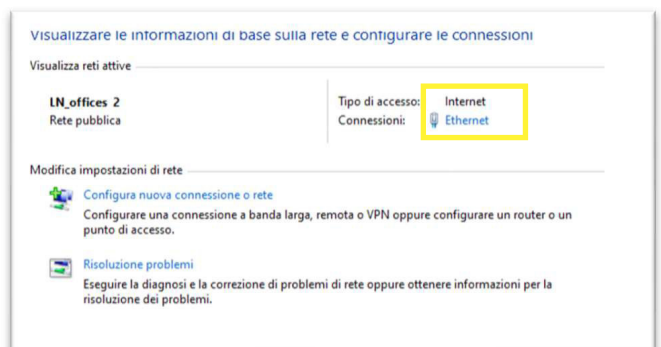 Visualizzare le informazioni di base sulla rete e configurare le connessioni
Visualizza reti attive
LN_offices 2
Rete pubblica
Tipo di accesso: Internet
Connessioni: Ethernet
Modifica impostazioni di rete
Configura nuova connessione o rete
Configurare una connessione a banda larga, remota o VPN oppure configurare un router o un
punto di accesso.
Risoluzione problemi
Eseguire la diagnosi e la correzione di problemi di rete oppure ottenere informazioni per la
risoluzione dei problemi.